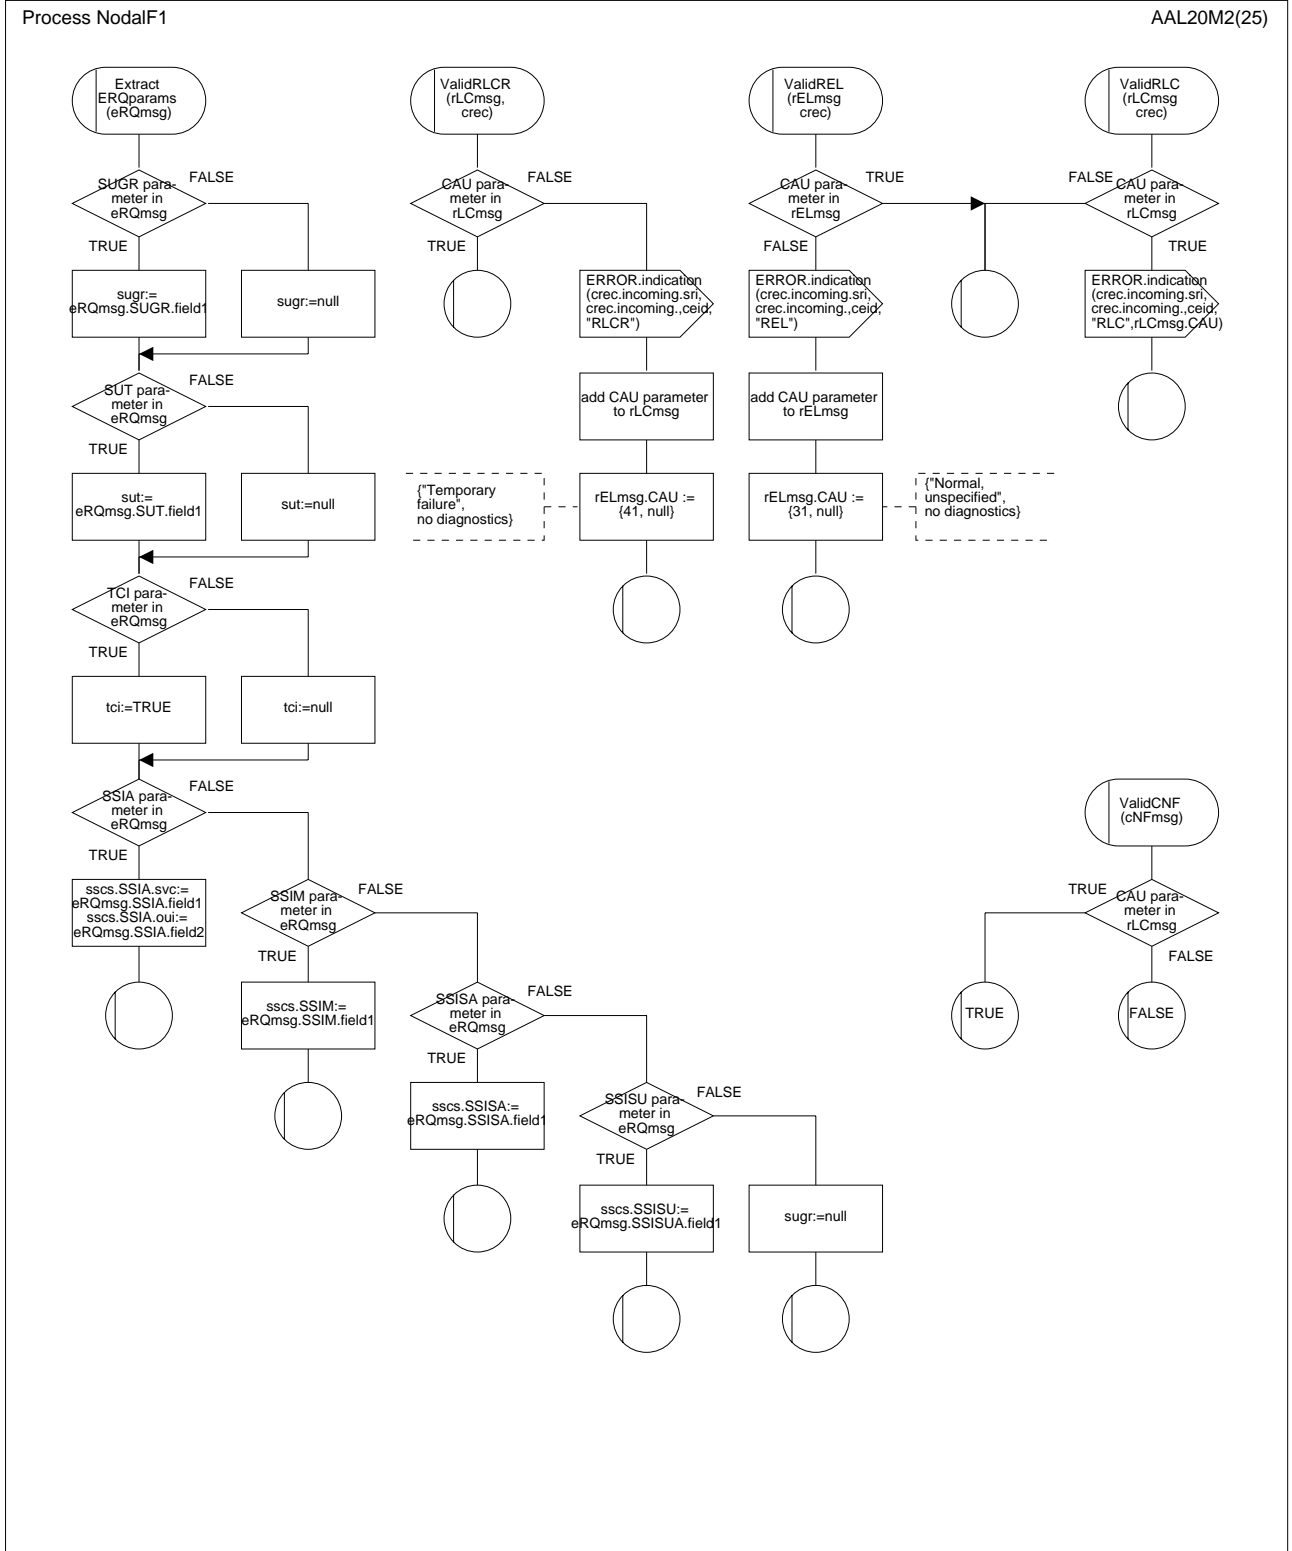 Process NodalF1
AAL20M2(25)
Extract
ERQparams
(eRQmsg)
SUGR para-
meter in
eRQmsg
FALSE
TRUE
sugr:=
eRQmsg.SUGR.field1
sugr:=null
SUT para-
meter in
eRQmsg
FALSE
TRUE
sut:=
eRQmsg.SUT.field1
sut:=null
TCI para-
meter in
eRQmsg
FALSE
TRUE
tci:=TRUE
tci:=null
SSIA para-
meter in
eRQmsg
FALSE
TRUE
sscs.SSIA.svc:=
eRQmsg.SSIA.field1
sscs.SSIA.oui:=
eRQmsg.SSIA.field2
SSIM para-
meter in
eRQmsg
FALSE
TRUE
sscs.SSIM:=
eRQmsg.SSIM.field1
SSISA para-
meter in
eRQmsg
FALSE
TRUE
sscs.SSISA:=
eRQmsg.SSISA.field1
SSISU para-
meter in
eRQmsg
FALSE
TRUE
sscs.SSISU:=
eRQmsg.SSISUA.field1
sugr:=null
ValidRLCR
(rLCmsg,
crec)
CAU para-
meter in
rLCmsg
FALSE
TRUE
ERROR.indication
(crec.incoming.sri,
crec.incoming.,ceid,
"RLCR")
add CAU parameter
to rLCmsg
{"Temporary
failure",
no diagnostics}
rELmsg.CAU :=
{41, null}
ValidREL
(rELmsg
crec)
CAU para-
meter in
rELmsg
TRUE
FALSE
ERROR.indication
(crec.incoming.sri,
crec.incoming.,ceid,
"REL")
add CAU parameter
to rELmsg
rELmsg.CAU :=
{31, null}
{"Normal,
unspecified",
no diagnostics}
ValidRLC
(rLCmsg
crec)
FALSE
CAU para-
meter in
rLCmsg
TRUE
ERROR.indication
(crec.incoming.sri,
crec.incoming.,ceid,
"RLC",rLCmsg.CAU)
ValidCNF
(cNFmsg)
TRUE
CAU para-
meter in
rLCmsg
FALSE
TRUE
FALSE